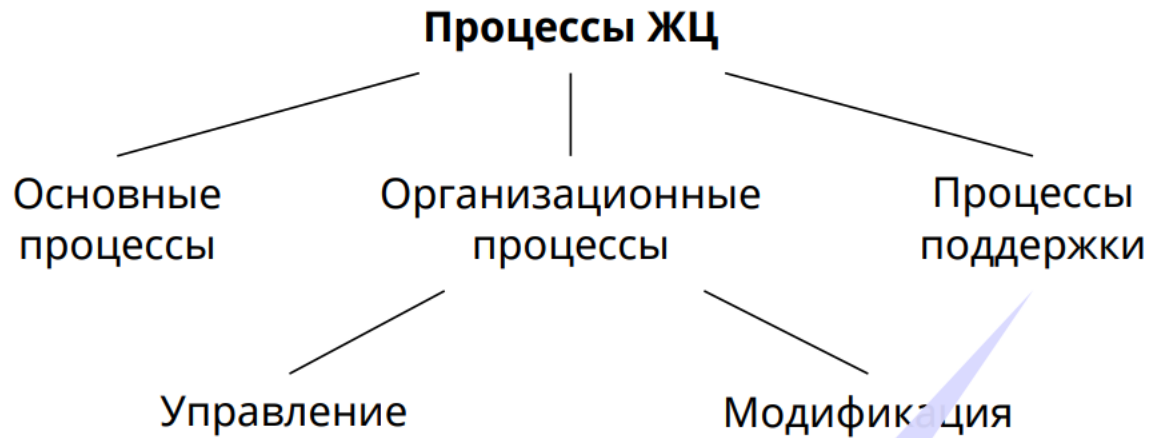 Процессы ЖЦ
Основные
процессы
Организационные
процессы
Процессы
поддержки
Управление
Модификация